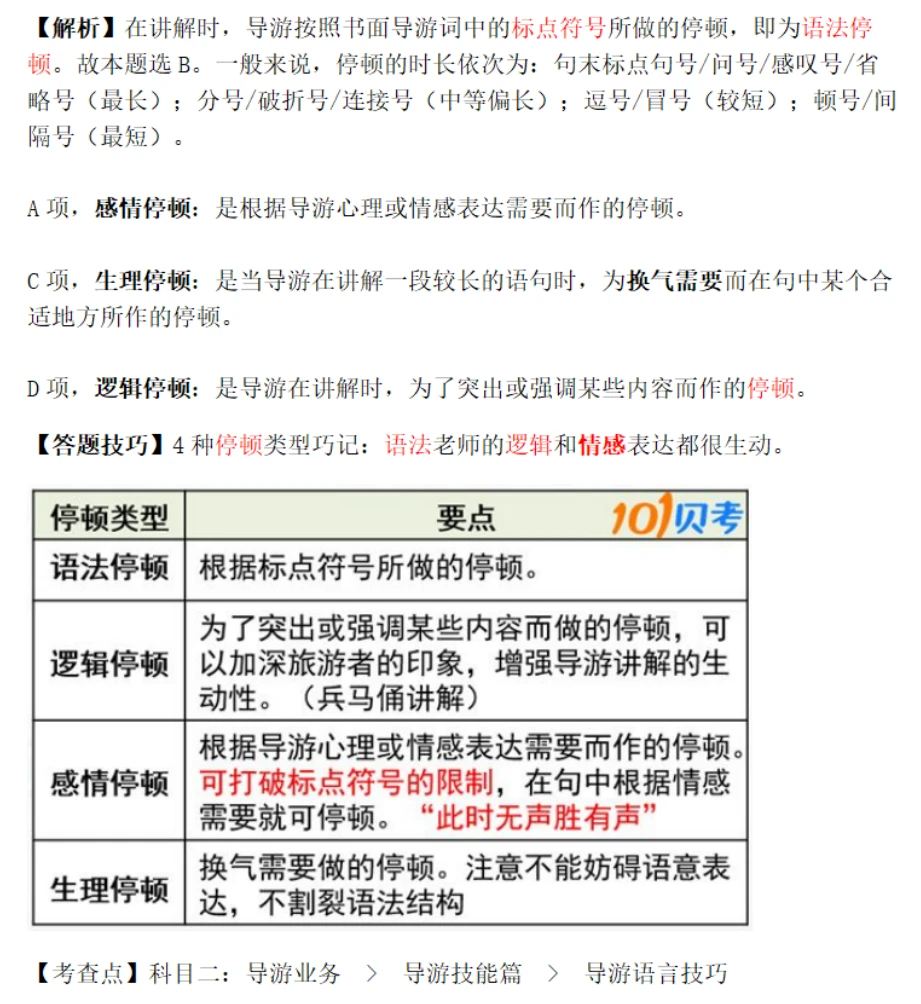 【解析】在讲解时，导游按照书面导游词中的标点符号所做的停顿，即为语法停
顿。故本题选 B。一般来说，停顿的时长依次为：句末标点句号/问号/感叹号/省
略号（最长）；分号/破折号/连接号（中等偏长）；逗号/冒号（较短）；顿号/间
隔号（最短）。
A 项，感情停顿：是根据导游心理或情感表达需要而作的停顿。
C 项，生理停顿：是当导游在讲解一段较长的语句时，为换气需要而在句中某个合
适地方所作的停顿。
D 项，逻辑停顿：是导游在讲解时，为了突出或强调某些内容而作的停顿。
【答题技巧】4 种停顿类型巧记：语法老师的逻辑和情感表达都很生动。
停顿类型 要点 101贝考
语法停顿 根据标点符号所做的停顿。
为了突出或强调某些内容而做的停顿，可
逻辑停顿 以加深旅游者的印象，增强导游讲解的生
动性。（兵马俑讲解）
根据导游心理或情感表达需要而作的停顿。
感情停顿 可打破标点符号的限制，在句中根据情感
需要就可停顿。“此时无声胜有声”
换气需要做的停顿。注意不能妨碍语意表
生理停顿 达，不割裂语法结构
【考查点】科目二：导游业务 > 导游技能篇 > 导游语言技巧